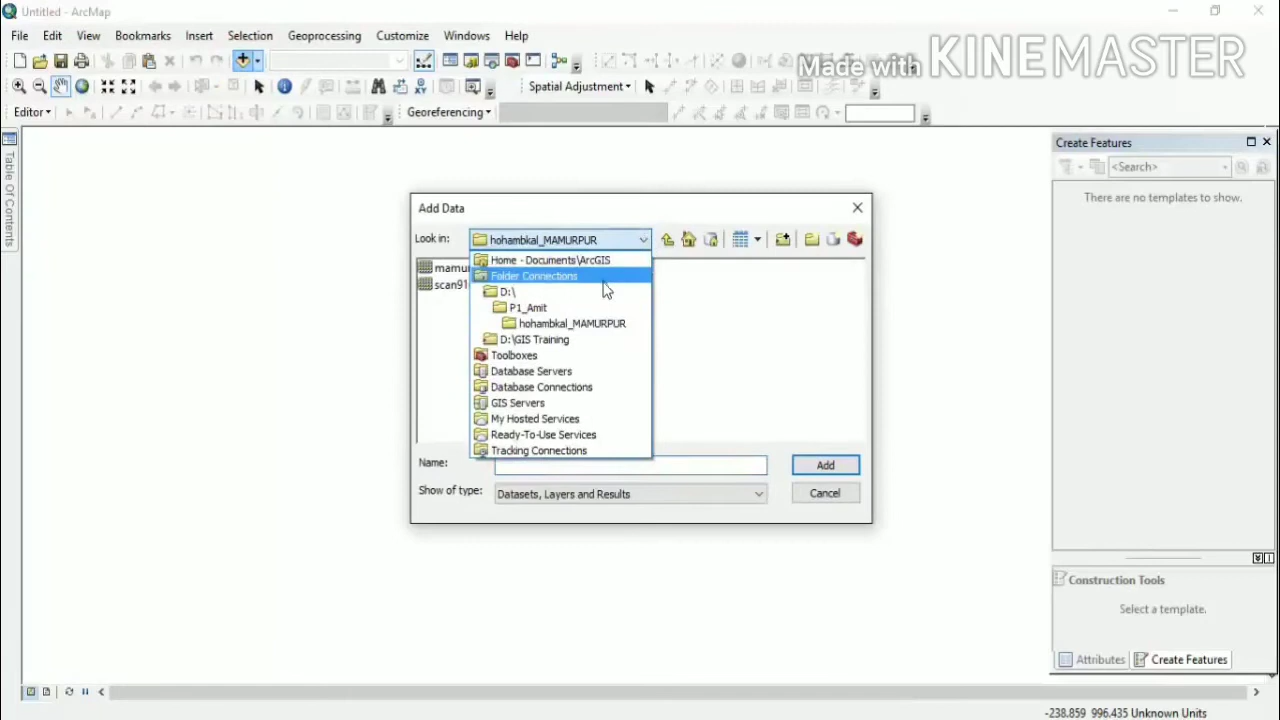 Untitled - ArcMap
File Edit View Bookmarks Insert Selection Geoprocessing Customize Windows Help
Made with KINEMASTER
Spatial Adjustment
Editor
Georeferencing
Table Of Contents
Create Features
<Search>
There are no templates to show.
Add Data
Look in: hohambkal_MAMURPUR
Home - Documents\ArcGIS
Folder Connections
D:\
P1_Amit
hohambkal_MAMURPUR
D:\GIS Training
Toolboxes
Database Servers
Database Connections
GIS Servers
My Hosted Services
Ready-To-Use Services
Tracking Connections
mamu
scan91
Name:
Add
Show of type: Datasets, Layers and Results
Cancel
Construction Tools
Select a template.
Attributes Create Features
-238.859 996.435 Unknown Units